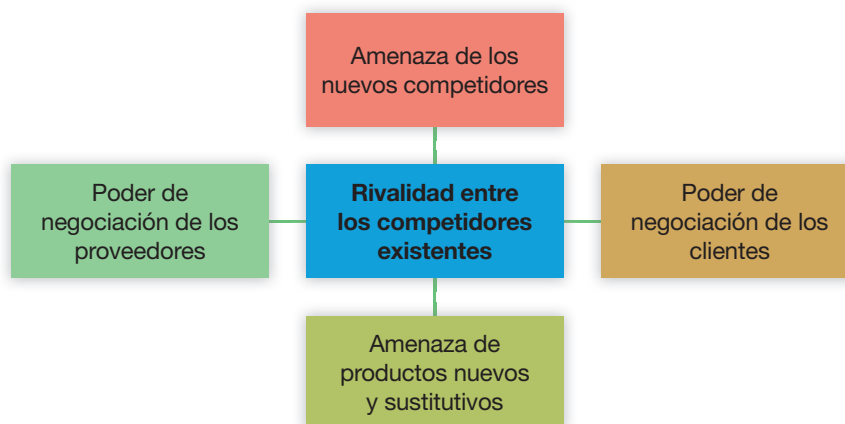 Amenaza de los
nuevos competidores
Poder de
negociación de los
proveedores
Rivalidad entre
los competidores
existentes
Poder de
negociación de los
clientes
Amenaza de
productos nuevos
y sustitutivos